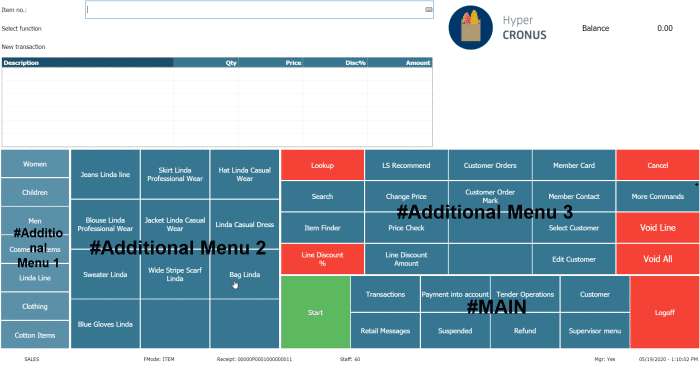 Item no.:
Select function
New transaction
Hyper
CRONUS
Balance 0.00
Description Qty Price Disc% Amount
Women
Children
Men
Cosmetic Items
Linda Line
Clothing
Cotton Items
#Additio
nal
Menu 1
Jeans Linda line
Skirt Linda
Professional Wear
Hat Linda Casual
Wear
Blouse Linda
Professional Wear
Jacket Linda Casual
Wear
Linda Casual Dress
#Additional Menu 2
Sweater Linda
Wide Stripe Scarf
Linda
Bag Linda
Blue Gloves Linda
Lookup
LS Recommend
Customer Orders
Member Card
Cancel
Search
Change Price
Customer Order
Mark
Member Contact
More Commands
#Additional Menu 3
Item Finder
Price Check
Select Customer
Void Line
Line Discount
%
Line Discount
Amount
Edit Customer
Void All
Start
Transactions
Payment into account
Tender Operations
Customer
Logoff
#MAIN
Retail Messages
Suspended
Refund
Supervisor menu
SALES
FMode: ITEM
Receipt: 00000P0001000000011
Staff: 60
Mgr: Yes
05/19/2020 - 1:10:02 PM